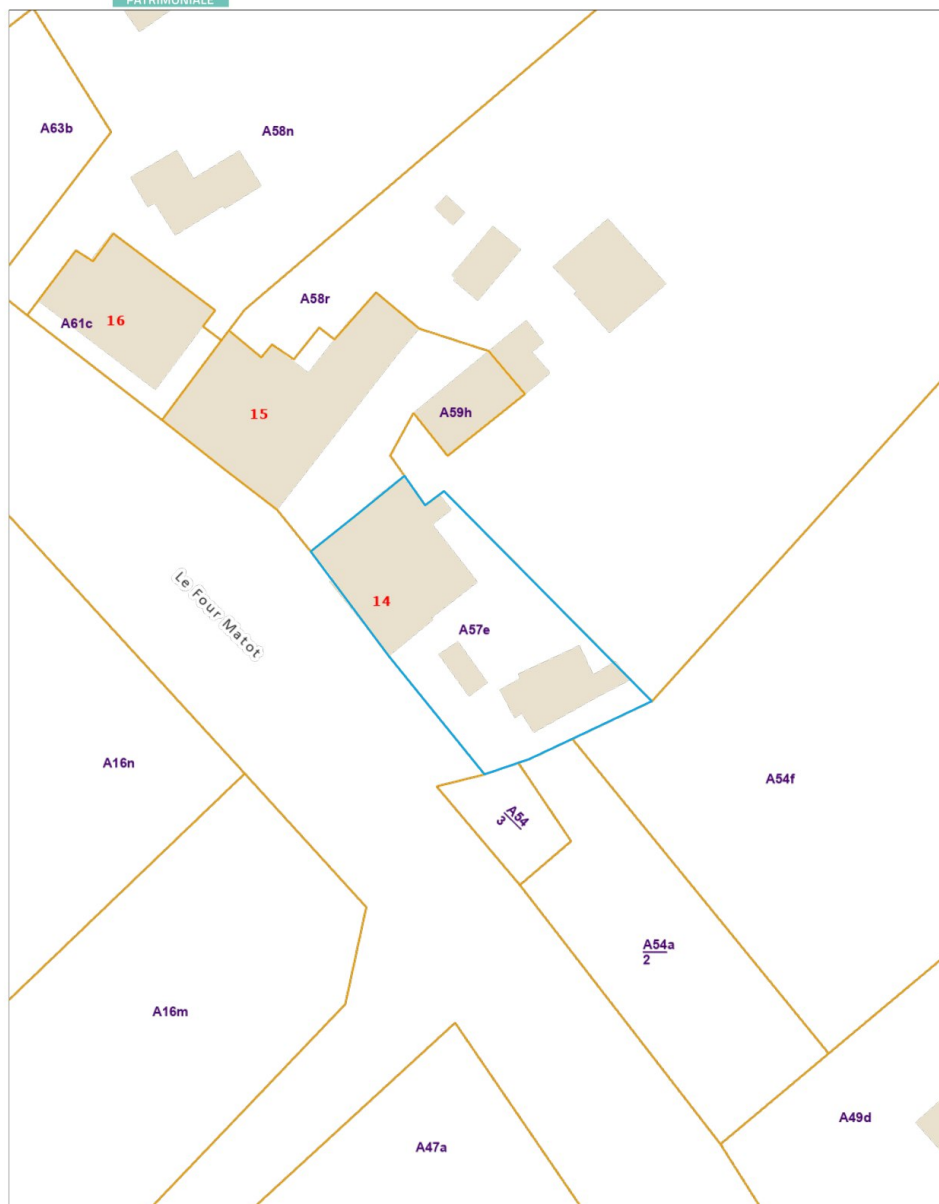 PATRIMONIALE
A63b
A58n
A58r
A61c
16
15
A59h
14
Le Four Matot
A57e
A16n
A54f
A54
3
A54a
2
A16m
A49d
A47a